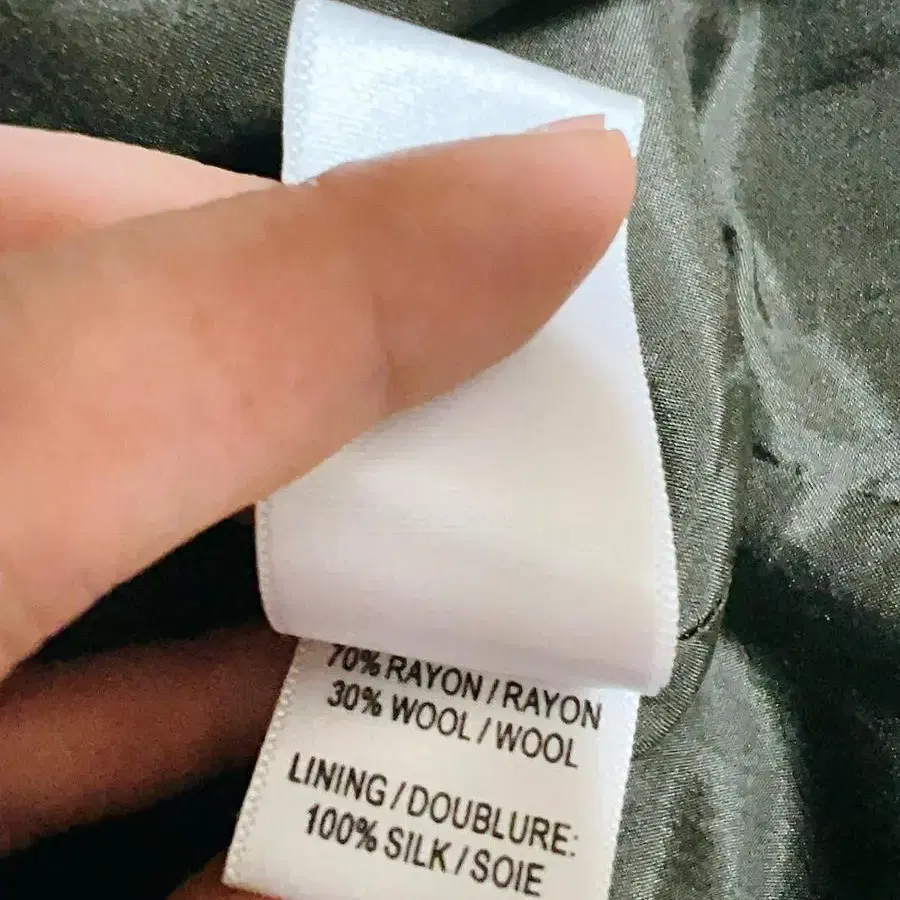 70% RAYON / RAYON
30% WOOL / WOOL
LINING / DOUBLURE:
100% SILK / SOIE